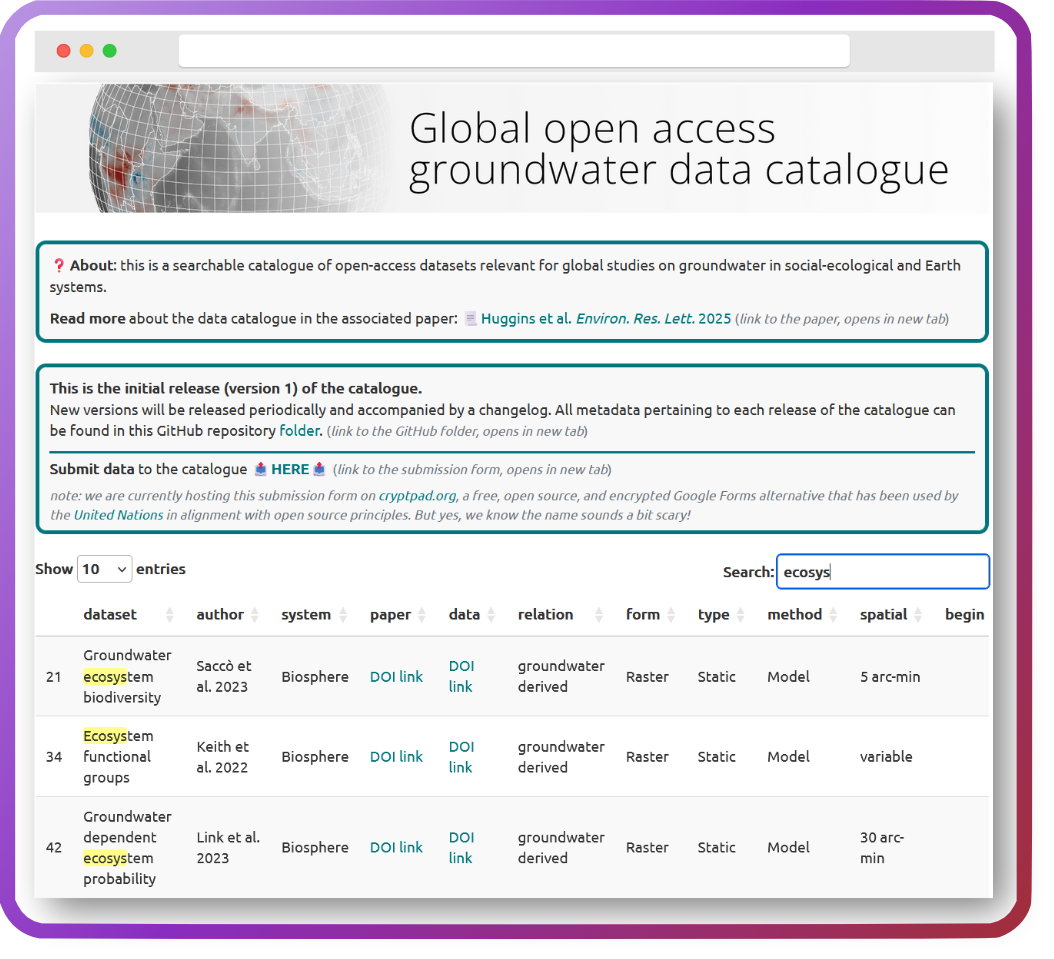 Global open access
groundwater data catalogue
❓ About: this is a searchable catalogue of open-access datasets relevant for global studies on groundwater in social-ecological and Earth
systems.
Read more about the data catalogue in the associated paper: 📃 Huggins et al. Environ. Res. Lett. 2025 (link to the paper, opens in new tab)
This is the initial release (version 1) of the catalogue.
New versions will be released periodically and accompanied by a changelog. All metadata pertaining to each release of the catalogue can
be found in this GitHub repository folder. (link to the GitHub folder, opens in new tab)
Submit data to the catalogue 📤 HERE 📤 (link to the submission form, opens in new tab)
note: we are currently hosting this submission form on cryptpad.org, a free, open source, and encrypted Google Forms alternative that has been used by
the United Nations in alignment with open source principles. But yes, we know the name sounds a bit scary!
Show 10 entries Search: ecosys
dataset author system paper data relation form type method spatial begin
21 Groundwater ecosystem biodiversity Saccò et al. 2023 Biosphere DOI link DOI link groundwater derived Raster Static Model 5 arc-min
34 Ecosystem functional groups Keith et al. 2022 Biosphere DOI link DOI link groundwater derived Raster Static Model variable
42 Groundwater dependent ecosystem probability Link et al. 2023 Biosphere DOI link DOI link groundwater derived Raster Static Model 30 arc-min